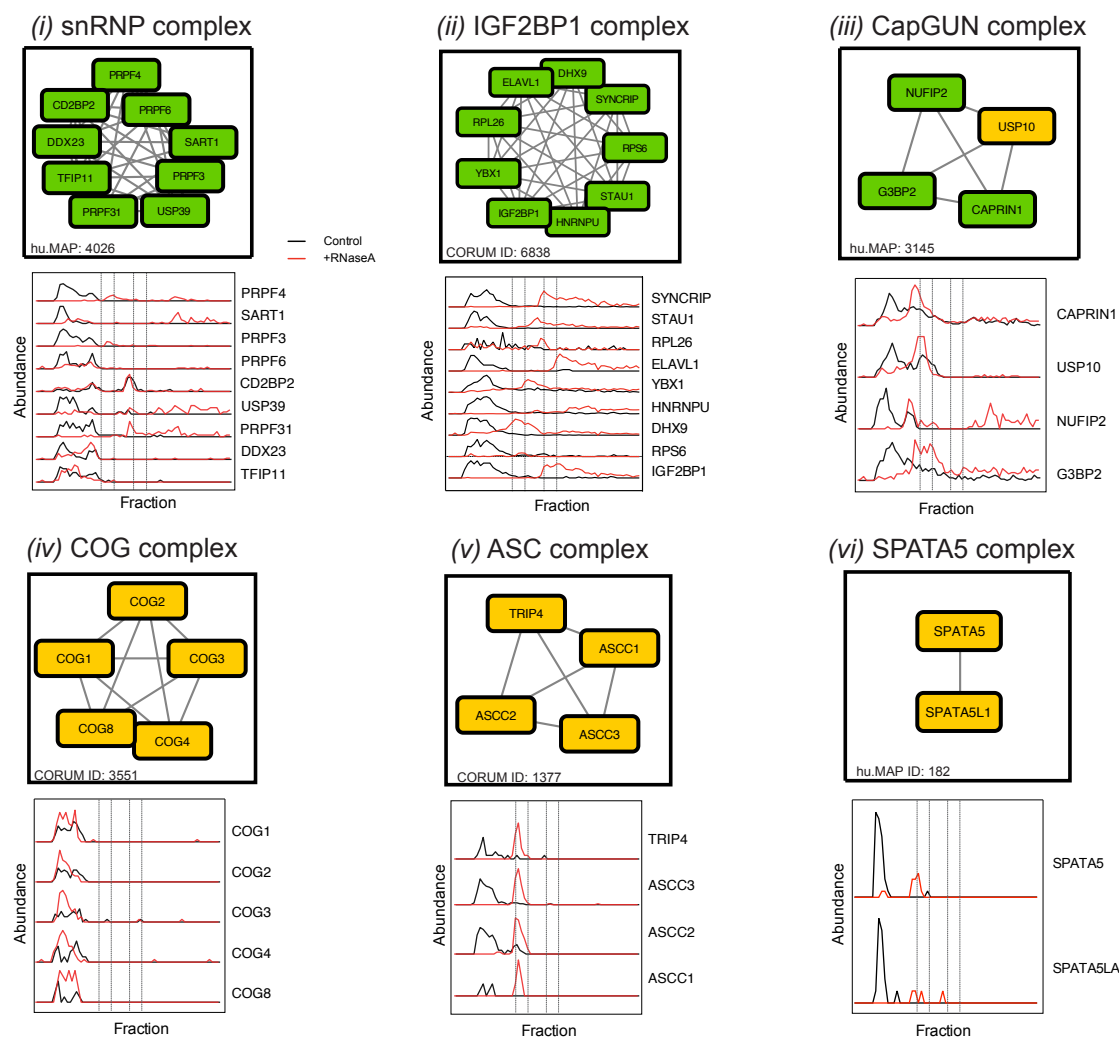 (i) snRNP complex
PRPF4
CD2BP2
PRPF6
DDX23
SART1
TFIP11
PRPF3
PRPF31
USP39
hu.MAP: 4026
Control
+RNaseA
Abundance
PRPF4
SART1
PRPF3
PRPF6
CD2BP2
USP39
PRPF31
DDX23
TFIP11
Fraction
(ii) IGF2BP1 complex
DHX9
ELAVL1
SYNCRIP
RPL26
RPS6
YBX1
STAU1
IGF2BP1
HNRNPU
CORUM ID: 6838
Abundance
SYNCRIP
STAU1
RPL26
ELAVL1
YBX1
HNRNPU
DHX9
RPS6
IGF2BP1
Fraction
(iii) CapGUN complex
NUFIP2
USP10
G3BP2
CAPRIN1
hu.MAP: 3145
Abundance
CAPRIN1
USP10
NUFIP2
G3BP2
Fraction
(iv) COG complex
COG2
COG1
COG3
COG8
COG4
CORUM ID: 3551
Abundance
COG1
COG2
COG3
COG4
COG8
Fraction
(v) ASC complex
TRIP4
ASCC1
ASCC2
ASCC3
CORUM ID: 1377
Abundance
TRIP4
ASCC3
ASCC2
ASCC1
Fraction
(vi) SPATA5 complex
SPATA5
SPATA5L1
hu.MAP ID: 182
Abundance
SPATA5
SPATA5LA
Fraction